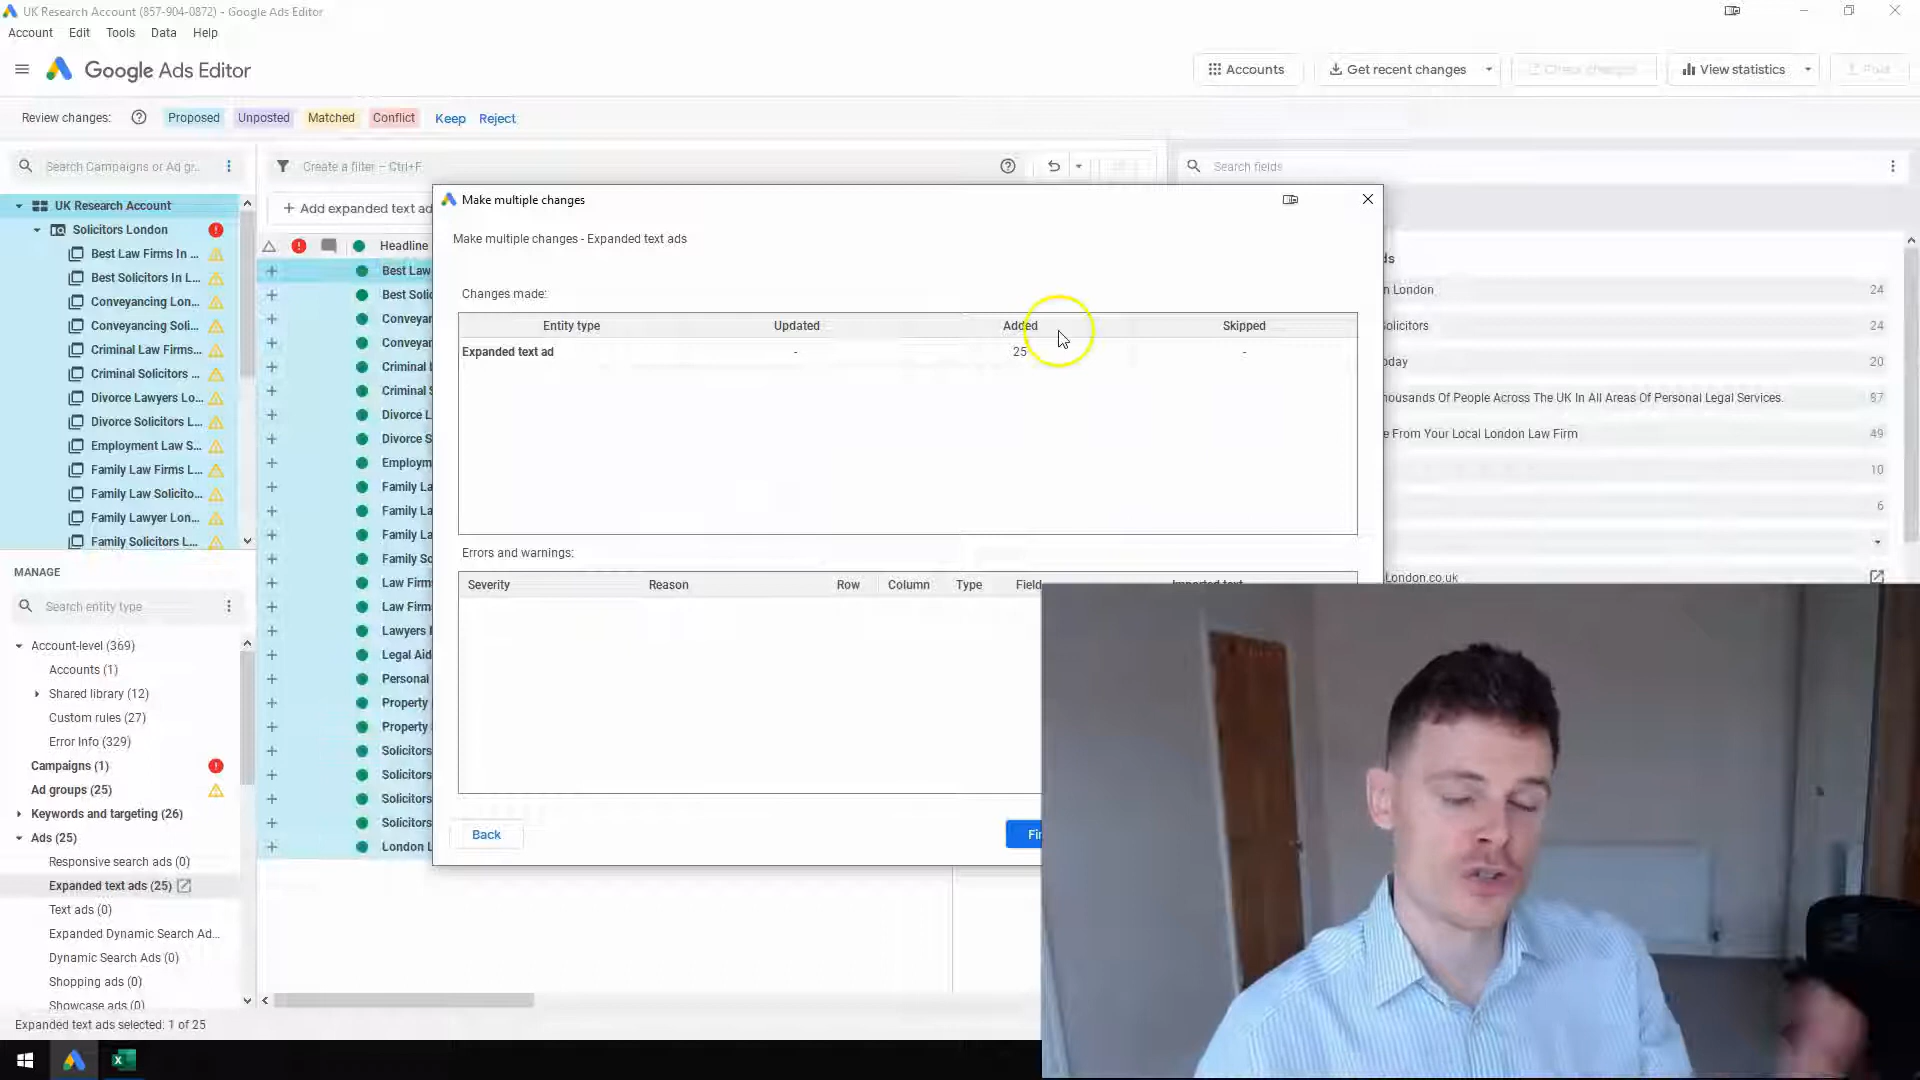 UK Research Account (857-904-0872) - Google Ads Editor
Account Edit Tools Data Help
Google Ads Editor
Accounts
Get recent changes
Check changes
View statistics
Post
Review changes:
Proposed
Unposted
Matched
Conflict
Keep
Reject
Search Campaigns or Ad gr...
Create a filter – Ctrl+F
Search fields
UK Research Account
Solicitors London
Best Law Firms In ...
Best Solicitors In L...
Conveyancing Lon...
Conveyancing Soli...
Criminal Law Firms...
Criminal Solicitors ...
Divorce Lawyers Lo...
Divorce Solicitors L...
Employment Law S...
Family Law Firms L...
Family Law Solicito...
Family Lawyer Lon...
Family Solicitors L...
MANAGE
Search entity type
Account-level (369)
Accounts (1)
Shared library (12)
Custom rules (27)
Error Info (329)
Campaigns (1)
Ad groups (25)
Keywords and targeting (26)
Ads (25)
Responsive search ads (0)
Expanded text ads (25)
Text ads (0)
Expanded Dynamic Search Ad...
Dynamic Search Ads (0)
Shopping ads (0)
Showcase ads (0)
Expanded text ads selected: 1 of 25
+ Add expanded text ad
Headline
Best Law
Best Solic
Conveyan
Conveyan
Criminal L
Criminal S
Divorce L
Divorce S
Employm
Family La
Family La
Family La
Family So
Law Firm
Law Firm
Lawyers I
Legal Aid
Personal
Property
Property
Solicitors
Solicitors
Solicitors
Solicitors
London L
Make multiple changes
Make multiple changes - Expanded text ads
Changes made:
Entity type Updated Added Skipped
Expanded text ad - 25 -
Errors and warnings:
Severity Reason Row Column Type Field
Back
Fin
ds
n London 24
Solicitors 24
oday 20
ousands Of People Across The UK In All Areas Of Personal Legal Services. 87
e From Your Local London Law Firm 49
10
6
London.co.uk